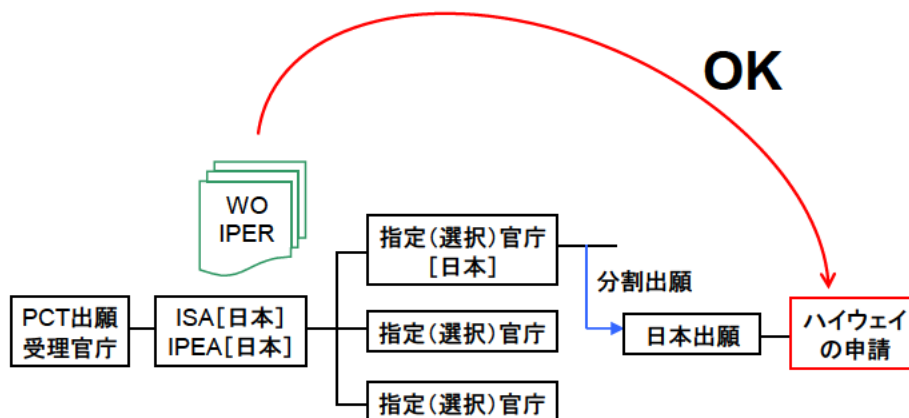 OK
WO
IPER
指定(選択)官庁
[日本]
分割出願
PCT出願
受理官庁
ISA[日本]
IPEA[日本]
指定(選択)官庁
日本出願
ハイウェイ
の申請
指定(選択)官庁